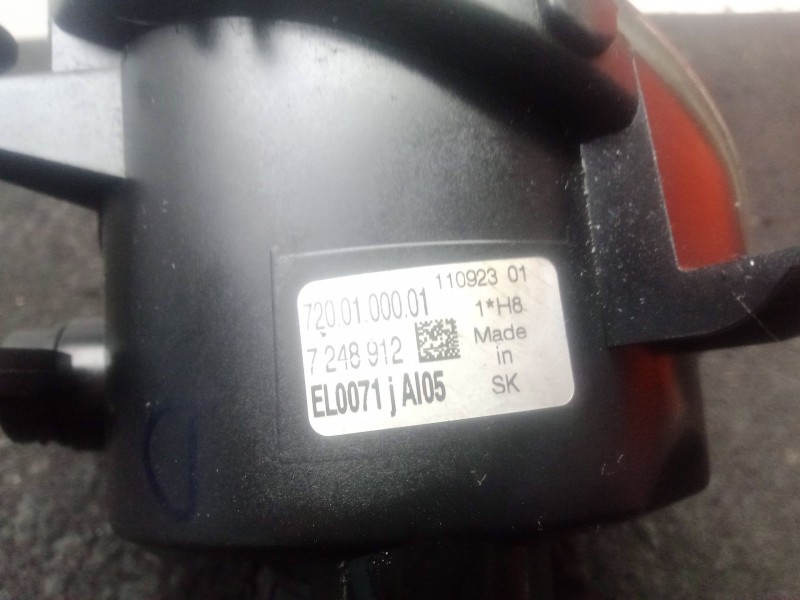 110923 01
720.01.000.01 1*H8
7 248 912 Made
in
EL0071 j AI05 SK